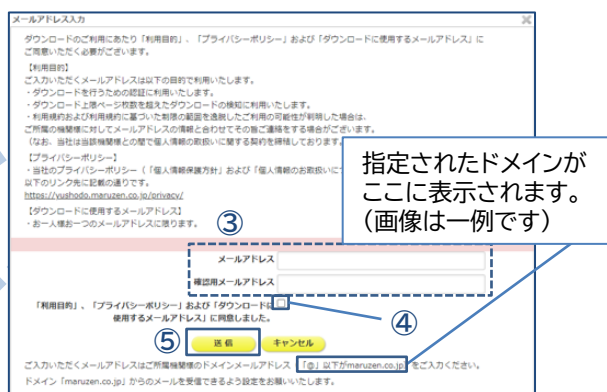 メールアドレス入力
ダウンロードのご利用にあたり「利用目的」、「プライバシーポリシー」および「ダウンロードに使用するメールアドレス」に
ご同意いただく必要がございます。
【利用目的】
ご入力いただくメールアドレスは以下の目的で利用いたします。
・ダウンロードを行うための認証に利用いたします。
・ダウンロード上限ページ枚数を超えたダウンロードの検知に利用いたします。
・利用規約および利用規約に基づいた制限の範囲を逸脱したご利用の可能性が判明した場合は、
ご所属の機関様に対してメールアドレスの情報と合わせてその旨ご連絡をする場合がございます。
(なお、当社は当該機関様との間で個人情報の取扱いに関する契約を締結しております。
【プライバシーポリシー】
・当社のプライバシーポリシー(「個人情報保護方針」および「個人情報のお取扱いに
以下のリンク先に記載の通りです。
https://yushodo.maruzen.co.jp/privacy/
【ダウンロードに使用するメールアドレス】
・お一人様お一つのメールアドレスに限ります。
指定されたドメインが
ここに表示されます。
(画像は一例です)
③
メールアドレス
確認用メールアドレス
「利用目的」、「プライバシーポリシー」および「ダウンロードに
使用するメールアドレス」に同意しました。
④
⑤
送信
キャンセル
ご入力いただくメールアドレスはご所属機関様のドメインメールアドレス「「@」以下がmaruzen.co.jp」をご入力ください。
ドメイン「maruzen.co.jp」からのメールを受信できるよう設定をお願いいたします。